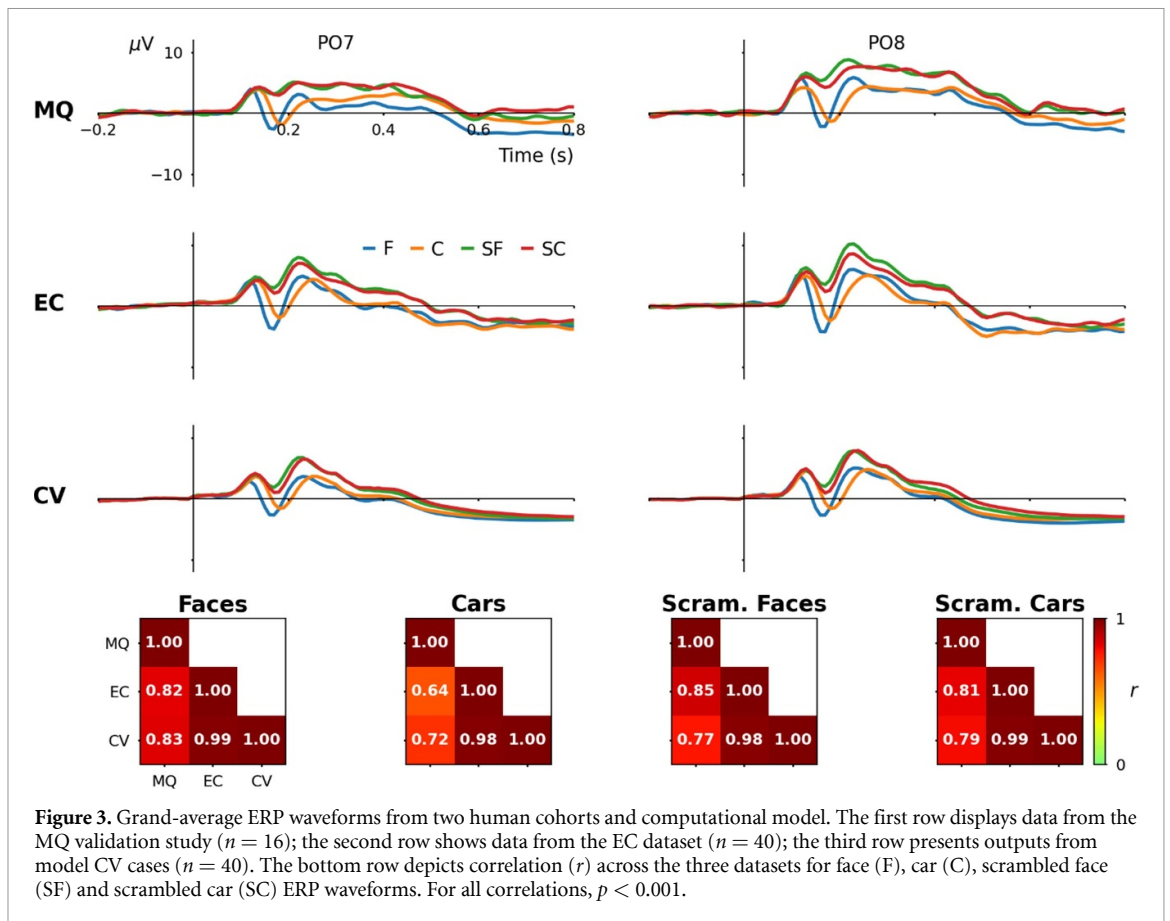 μV
10
PO7
PO8
MQ
−0.2
0.2
0.4
0.6
0.8
Time (s)
−10
F C SF SC
EC
CV
Faces
Cars
Scram. Faces
Scram. Cars
MQ 1.00
EC 0.82 1.00
CV 0.83 0.99 1.00
MQ EC CV
1.00
0.64 1.00
0.72 0.98 1.00
1.00
0.85 1.00
0.77 0.98 1.00
1.00
0.81 1.00
0.79 0.99 1.00
1
r
0
Figure 3. Grand-average ERP waveforms from two human cohorts and computational model. The first row displays data from the
MQ validation study (n = 16); the second row shows data from the EC dataset (n = 40); the third row presents outputs from
model CV cases (n = 40). The bottom row depicts correlation (r) across the three datasets for face (F), car (C), scrambled face
(SF) and scrambled car (SC) ERP waveforms. For all correlations, p < 0.001.